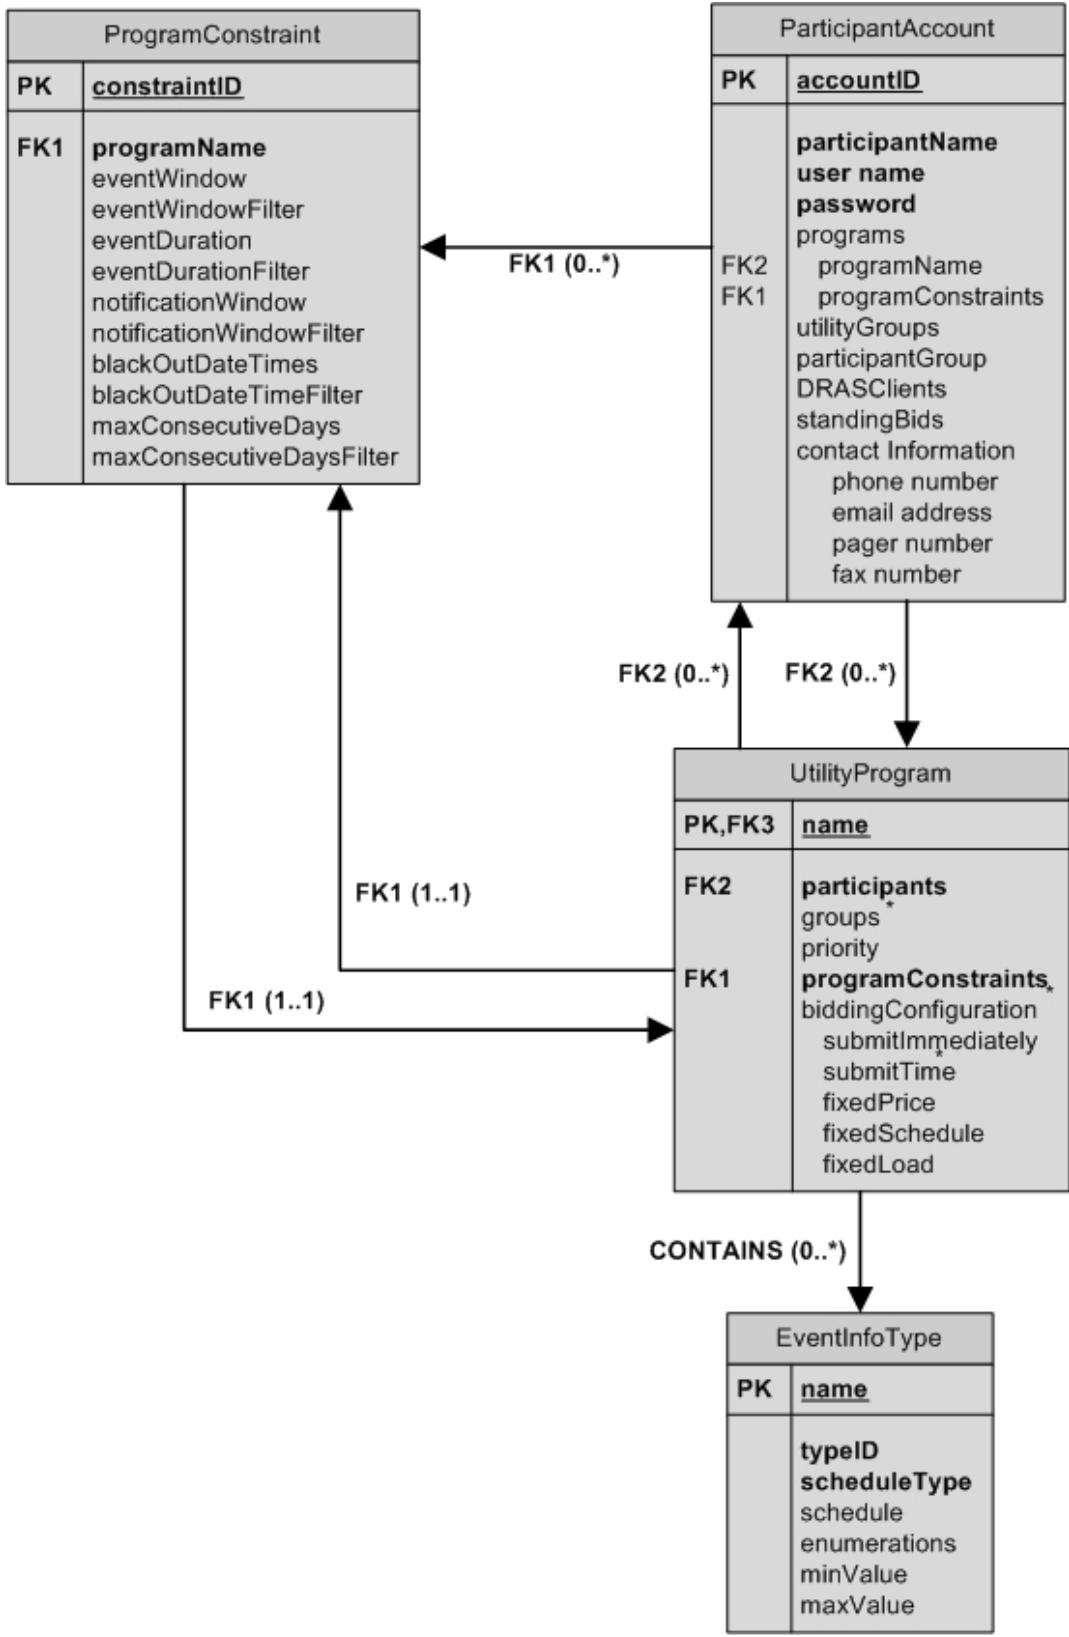 ProgramConstraint
PK constraintID
FK1 programName
eventWindow
eventWindowFilter
eventDuration
eventDurationFilter
notificationWindow
notificationWindowFilter
blackOutDateTimes
blackOutDateTimeFilter
maxConsecutiveDays
maxConsecutiveDaysFilter
ParticipantAccount
PK accountID
participantName
user name
password
programs
FK2 programName
FK1 programConstraints
utilityGroups
participantGroup
DRASClients
standingBids
contact Information
phone number
email address
pager number
fax number
FK1 (0..*)
FK2 (0..*)
FK2 (0..*)
FK1 (1..1)
FK1 (1..1)
UtilityProgram
PK,FK3 name
FK2 participants
groups *
priority
FK1 programConstraints *
biddingConfiguration
submitImmediately
submitTime *
fixedPrice
fixedSchedule
fixedLoad
CONTAINS (0..*)
EventInfoType
PK name
typeID
scheduleType
schedule
enumerations
minValue
maxValue